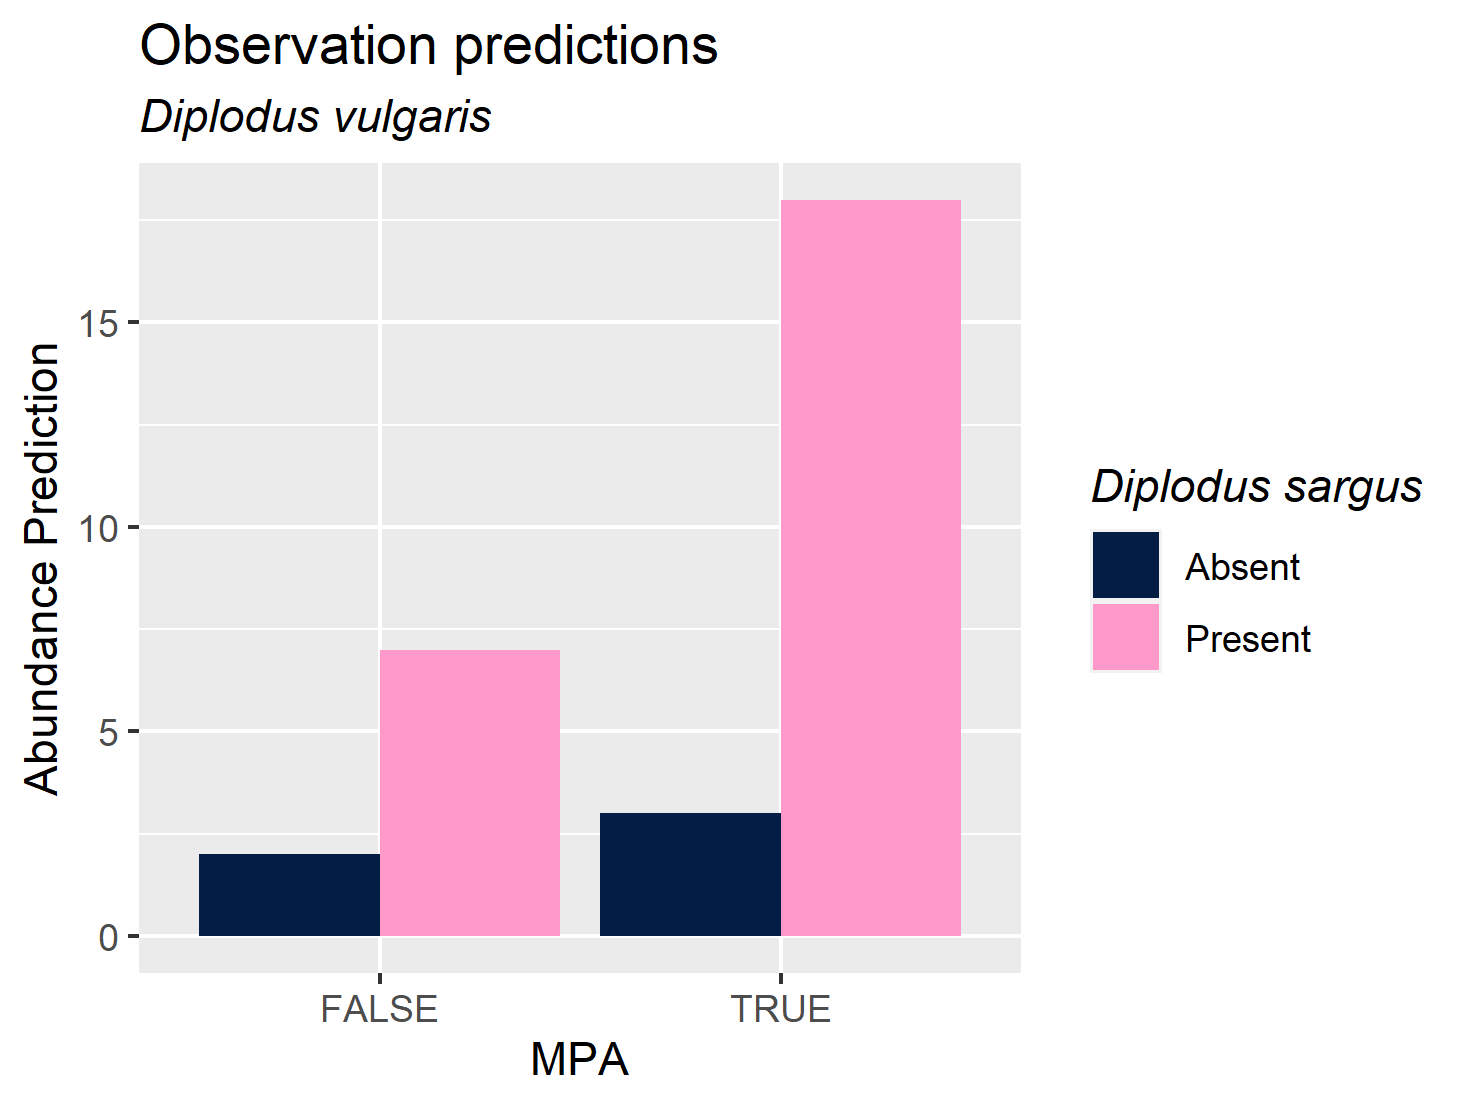 Observation predictions
Diplodus vulgaris
Abundance Prediction
15
10
5
0
FALSE
TRUE
MPA
Diplodus sargus
Absent
Present